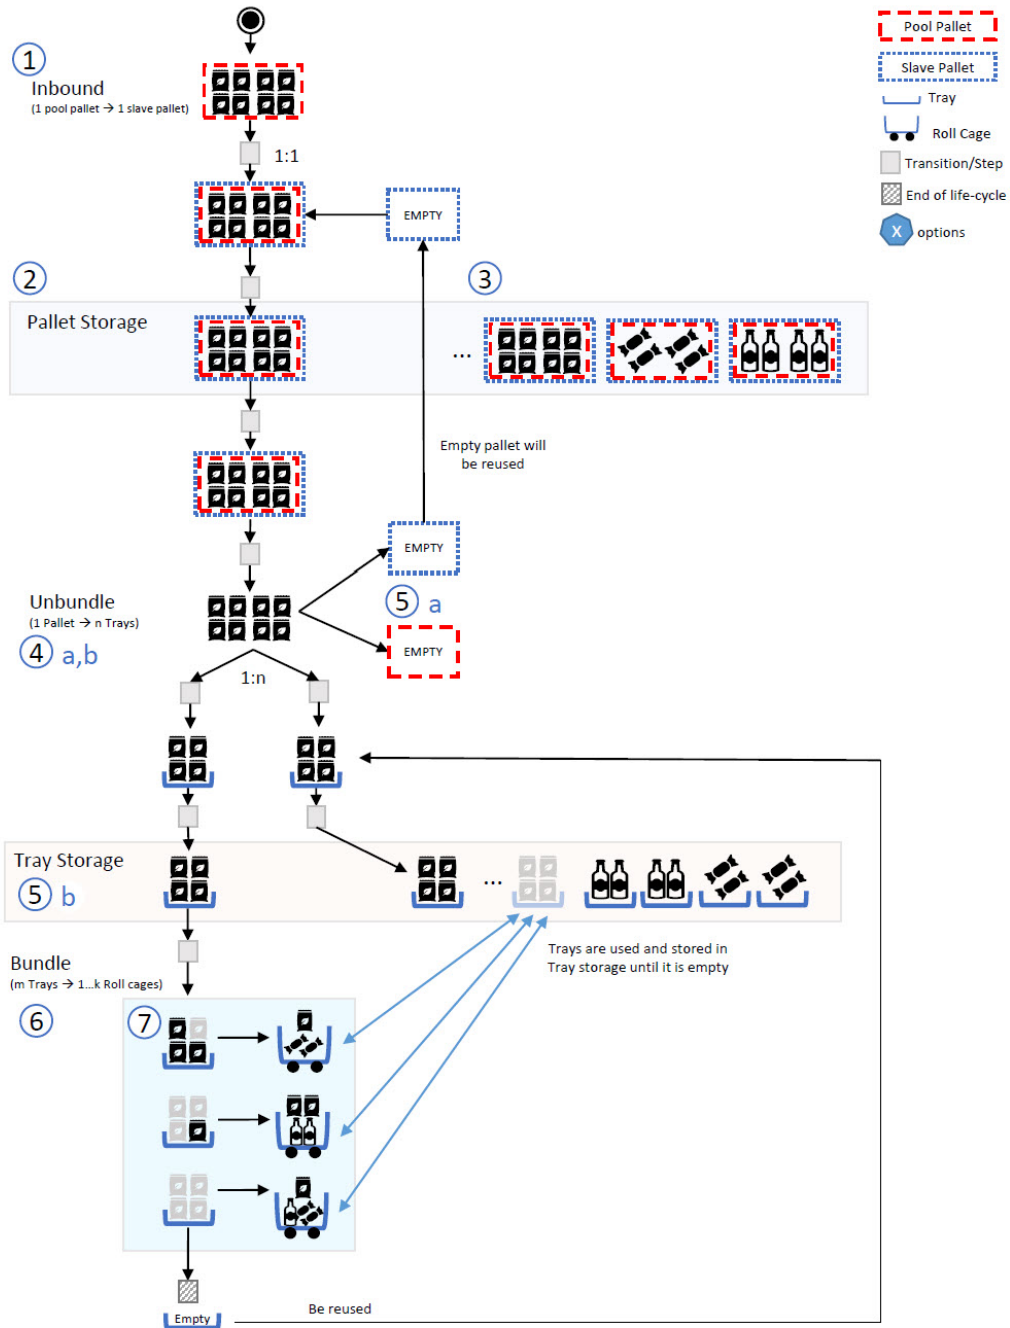 Pool Pallet
Slave Pallet
Tray
Roll Cage
Transition/Step
End of life-cycle
X options
1
Inbound
(1 pool pallet → 1 slave pallet)
1:1
EMPTY
2
3
Pallet Storage
...
Empty pallet will
be reused
EMPTY
Unbundle
(1 Pallet → n Trays)
5 a
4 a,b
EMPTY
1:n
Tray Storage
5 b
...
Trays are used and stored in
Tray storage until it is empty
Bundle
(m Trays → 1...k Roll cages)
6
7
Be reused
Empty